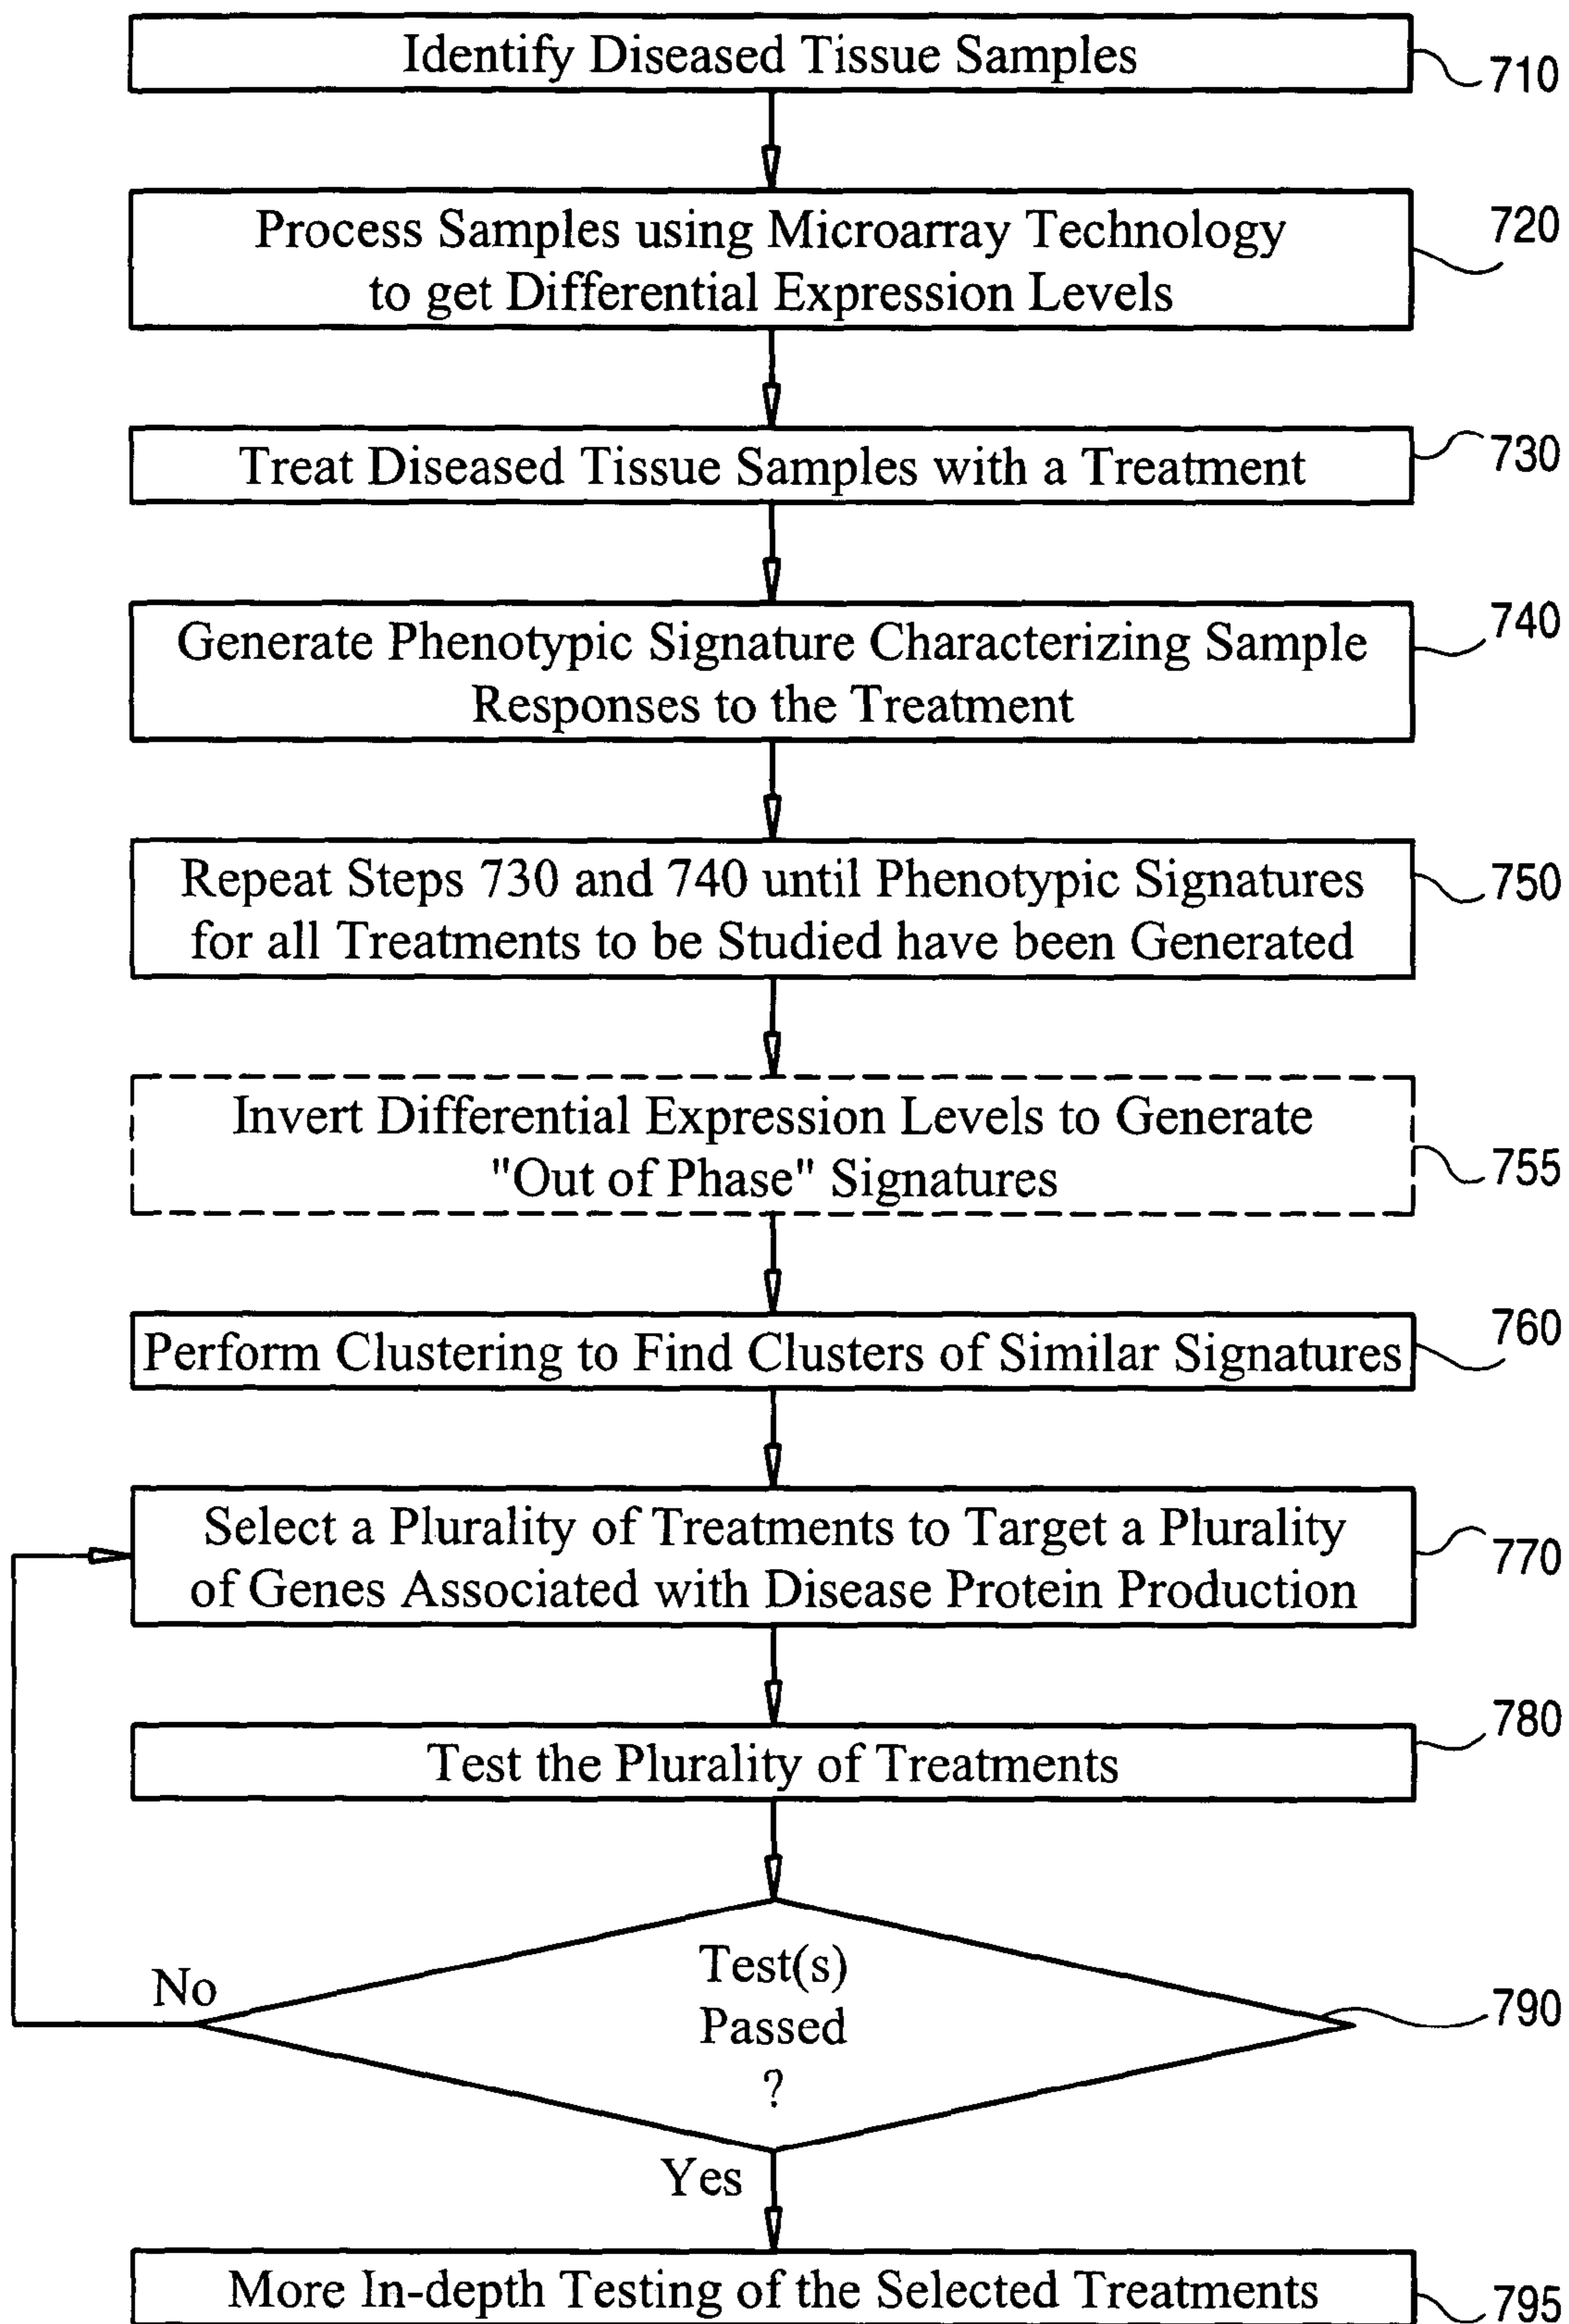 Identify Diseased Tissue Samples
710
Process Samples using Microarray Technology
to get Differential Expression Levels
720
Treat Diseased Tissue Samples with a Treatment
730
Generate Phenotypic Signature Characterizing Sample
Responses to the Treatment
740
Repeat Steps 730 and 740 until Phenotypic Signatures
for all Treatments to be Studied have been Generated
750
Invert Differential Expression Levels to Generate
"Out of Phase" Signatures
755
Perform Clustering to Find Clusters of Similar Signatures
760
Select a Plurality of Treatments to Target a Plurality
of Genes Associated with Disease Protein Production
770
Test the Plurality of Treatments
780
Test(s)
Passed
?
No
790
Yes
More In-depth Testing of the Selected Treatments
795